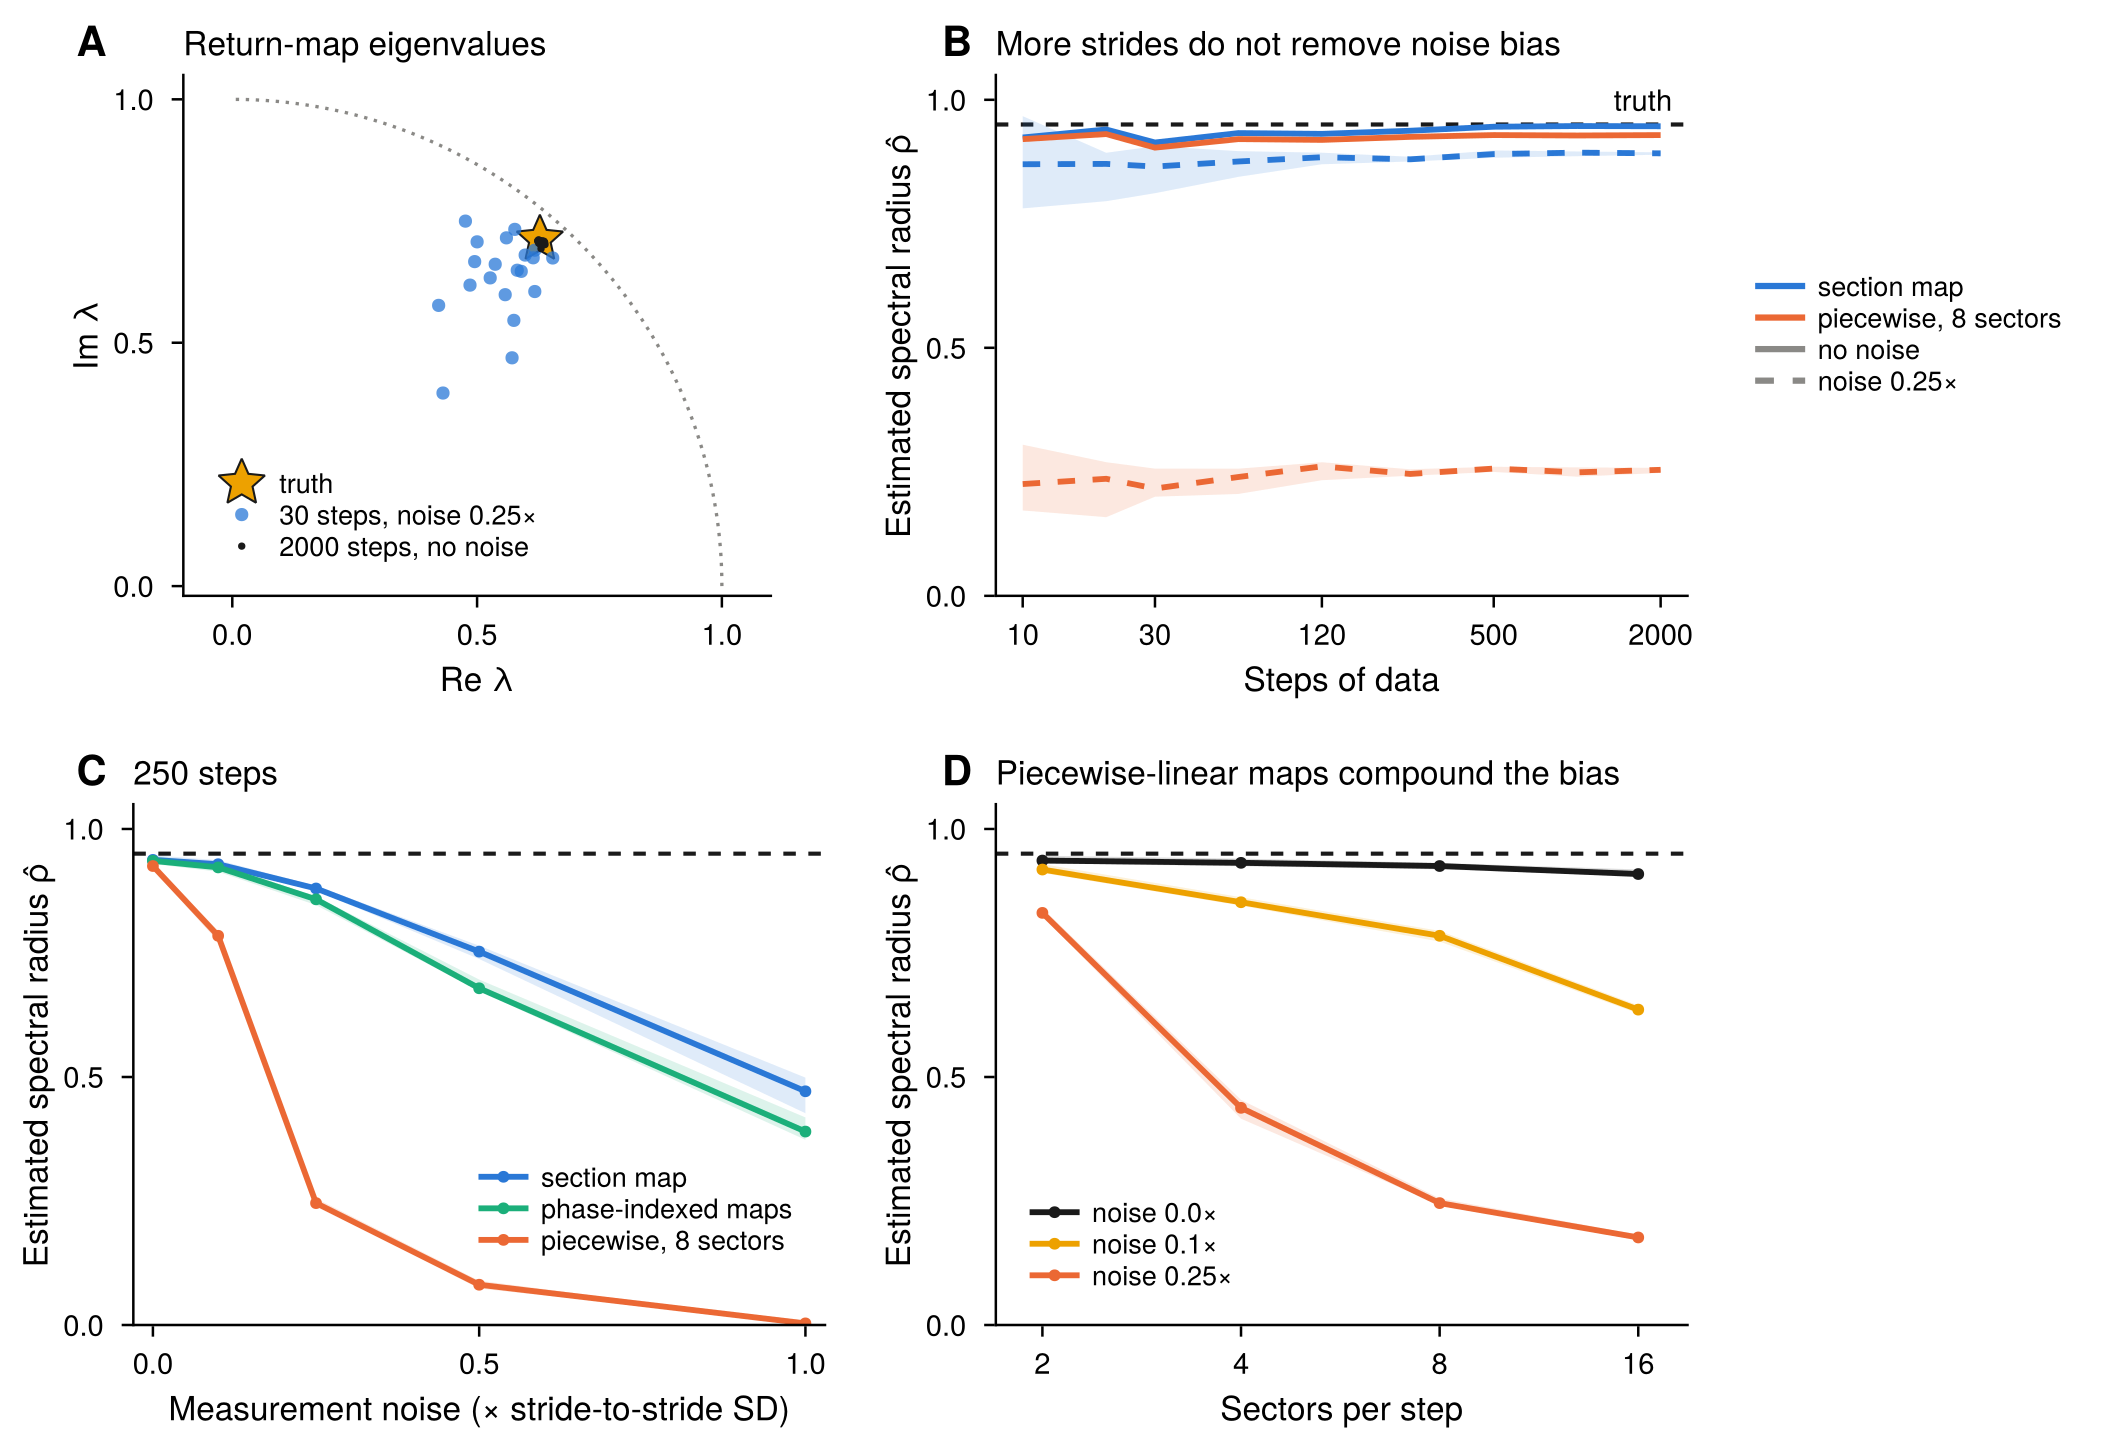 A Return-map eigenvalues
1.0
0.5
0.0
Im λ
truth
30 steps, noise 0.25×
2000 steps, no noise
0.0 0.5 1.0
Re λ
B More strides do not remove noise bias
1.0
0.5
0.0
Estimated spectral radius ρ̂
truth
10 30 120 500 2000
Steps of data
section map
piecewise, 8 sectors
no noise
noise 0.25×
C 250 steps
1.0
0.5
0.0
Estimated spectral radius ρ̂
section map
phase-indexed maps
piecewise, 8 sectors
0.0 0.5 1.0
Measurement noise (× stride-to-stride SD)
D Piecewise-linear maps compound the bias
1.0
0.5
0.0
Estimated spectral radius ρ̂
noise 0.0×
noise 0.1×
noise 0.25×
2 4 8 16
Sectors per step